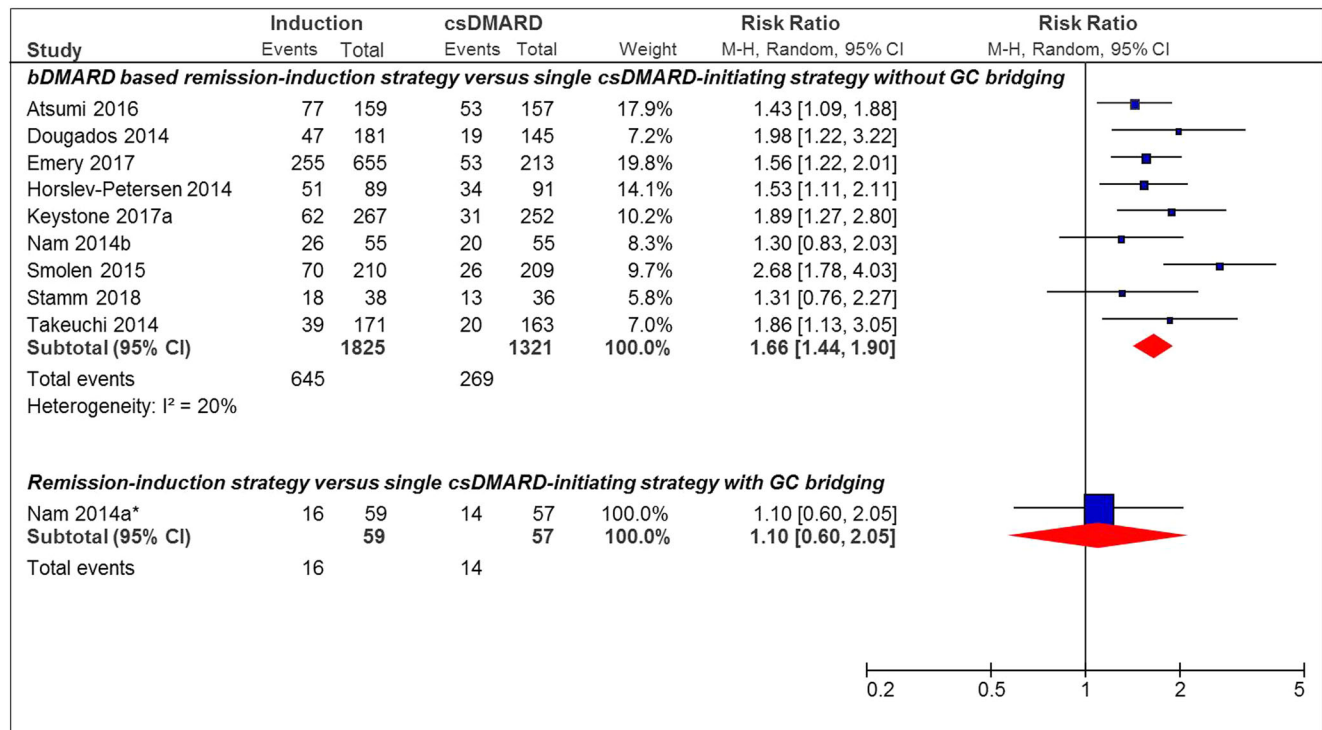 Induction csDMARD Risk Ratio Risk Ratio
Study Events Total Events Total Weight M-H, Random, 95% CI M-H, Random, 95% CI
bDMARD based remission-induction strategy versus single csDMARD-initiating strategy without GC bridging
Atsumi 2016 77 159 53 157 17.9% 1.43 [1.09, 1.88]
Dougados 2014 47 181 19 145 7.2% 1.98 [1.22, 3.22]
Emery 2017 255 655 53 213 19.8% 1.56 [1.22, 2.01]
Horslev-Petersen 2014 51 89 34 91 14.1% 1.53 [1.11, 2.11]
Keystone 2017a 62 267 31 252 10.2% 1.89 [1.27, 2.80]
Nam 2014b 26 55 20 55 8.3% 1.30 [0.83, 2.03]
Smolen 2015 70 210 26 209 9.7% 2.68 [1.78, 4.03]
Stamm 2018 18 38 13 36 5.8% 1.31 [0.76, 2.27]
Takeuchi 2014 39 171 20 163 7.0% 1.86 [1.13, 3.05]
Subtotal (95% CI) 1825 1321 100.0% 1.66 [1.44, 1.90]
Total events 645 269
Heterogeneity: I² = 20%
Remission-induction strategy versus single csDMARD-initiating strategy with GC bridging
Nam 2014a* 16 59 14 57 100.0% 1.10 [0.60, 2.05]
Subtotal (95% CI) 59 57 100.0% 1.10 [0.60, 2.05]
Total events 16 14
0.2 0.5 1 2 5